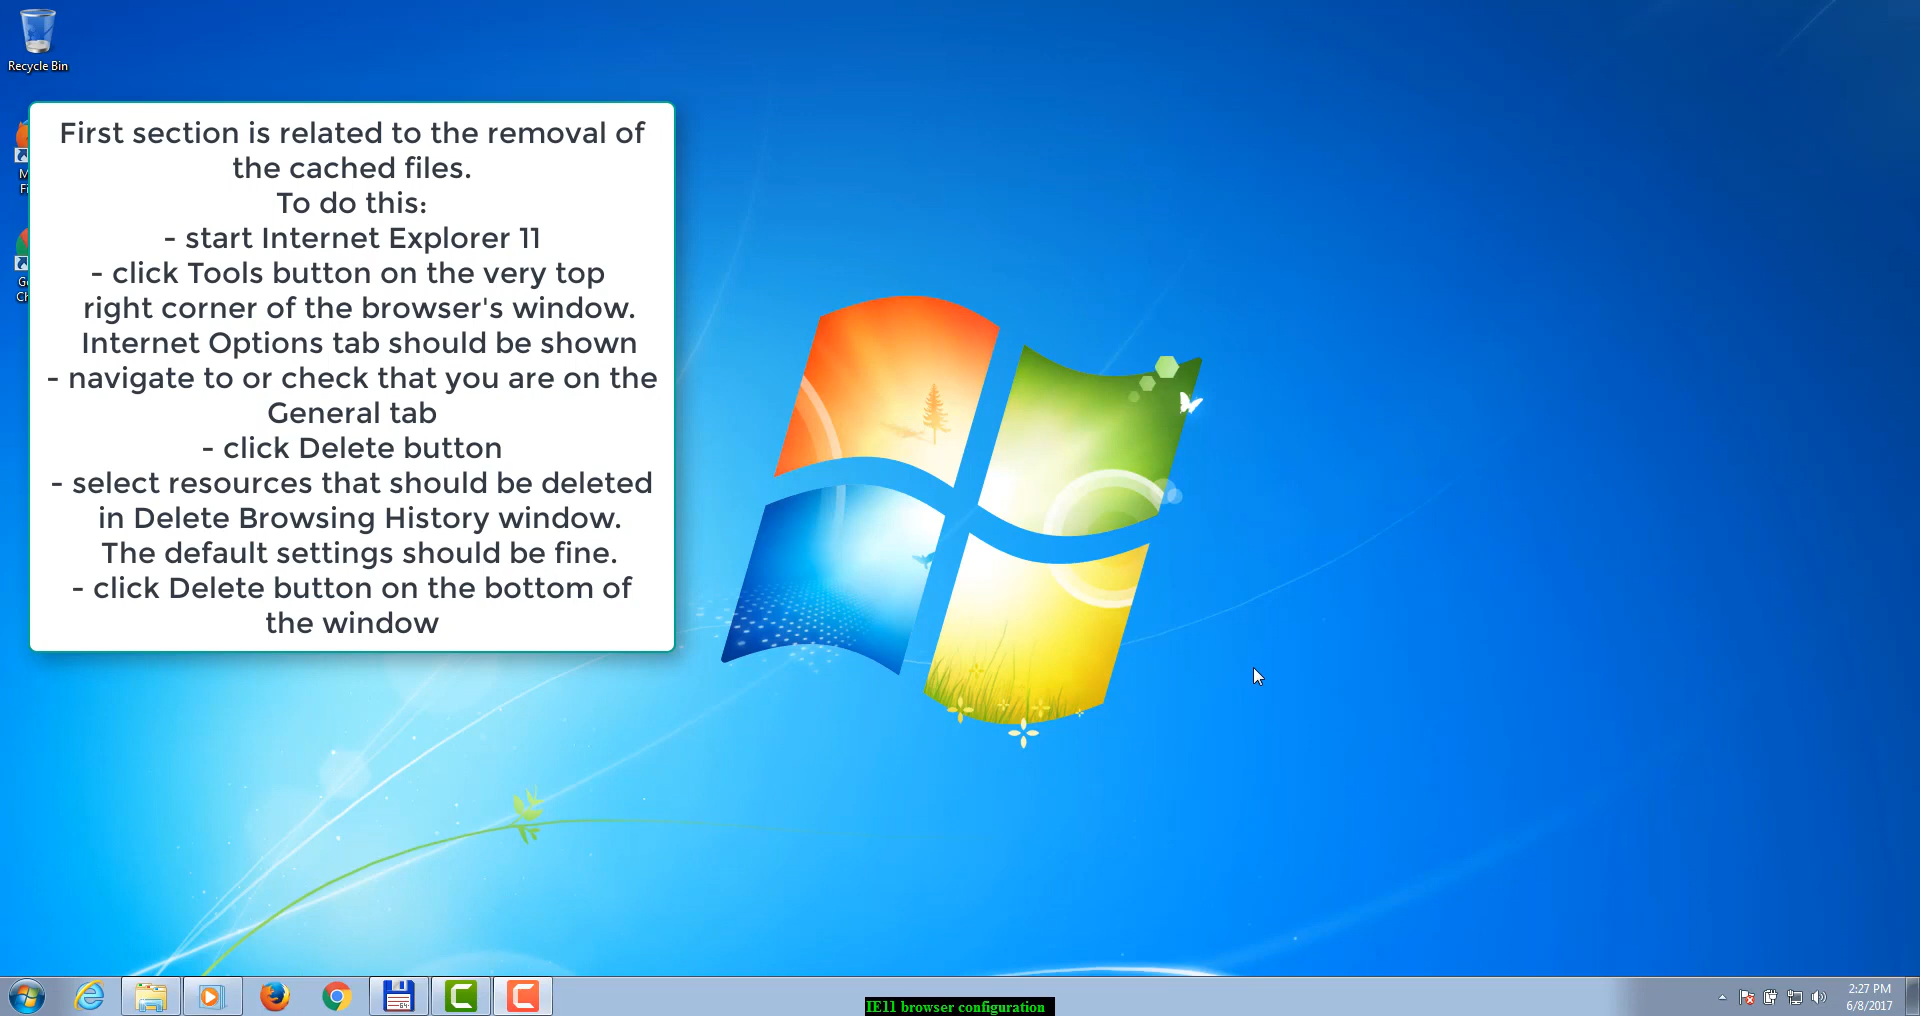 Recycle Bin
First section is related to the removal of
the cached files.
To do this:
- start Internet Explorer 11
- click Tools button on the very top
right corner of the browser's window.
Internet Options tab should be shown
- navigate to or check that you are on the
General tab
- click Delete button
- select resources that should be deleted
in Delete Browsing History window.
The default settings should be fine.
- click Delete button on the bottom of
the window
IE11 browser configuration
2:27 PM
6/8/2017